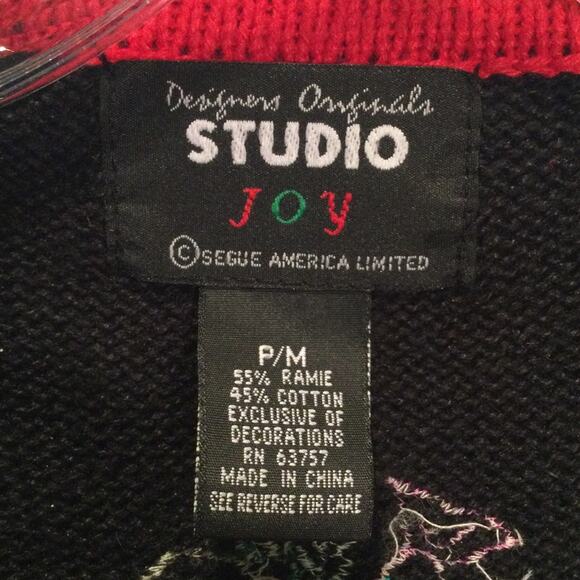 Designers Originals
STUDIO
JOY
© SEGUE AMERICA LIMITED
P/M
55% RAMIE
45% COTTON
EXCLUSIVE OF
DECORATIONS
RN 63757
MADE IN CHINA
SEE REVERSE FOR CARE